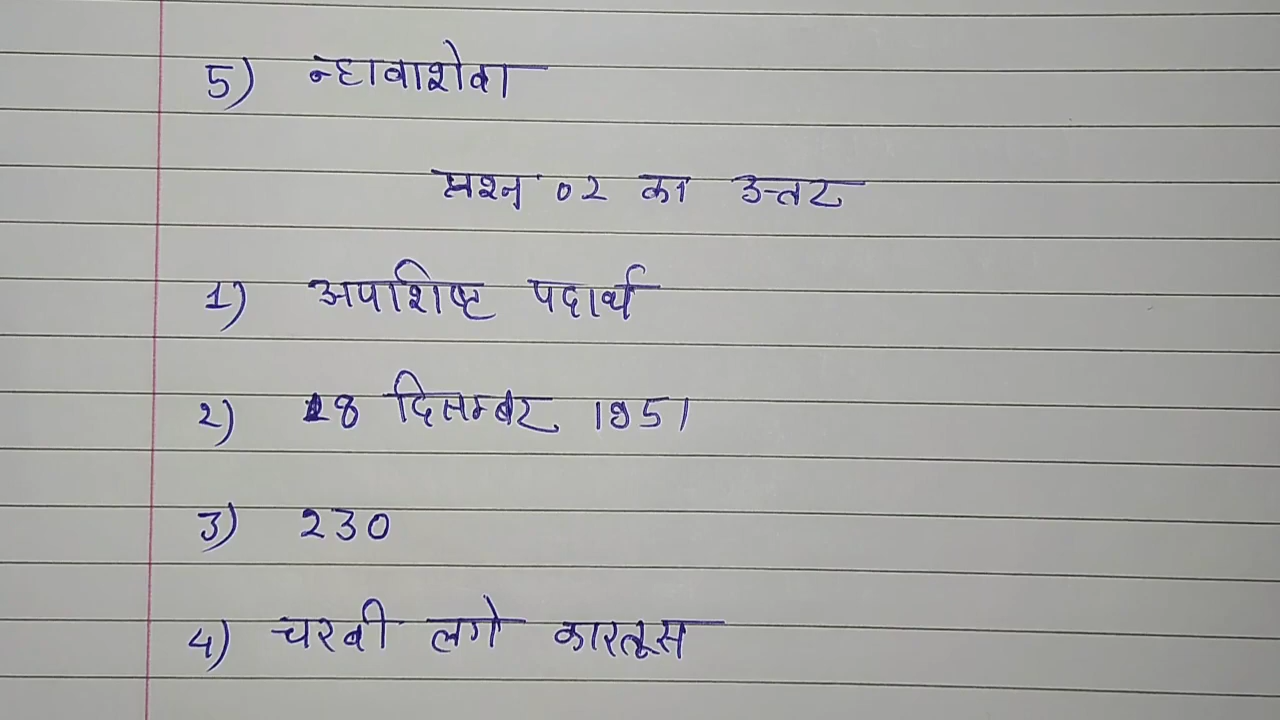 5) न्हावाशेवा
प्रश्न 02 का उत्तर
1) अपशिष्ट पदार्थ
2) 28 दिसम्बर 1951
3) 230
4) चरबी लगे कारतूस